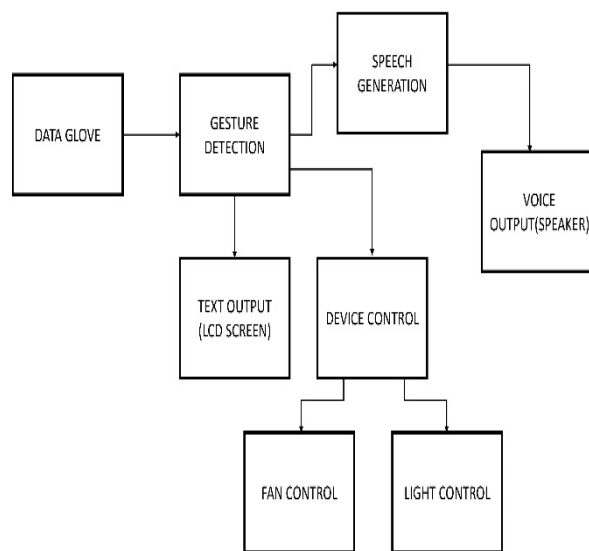 SPEECH
GENERATION
DATA GLOVE
GESTURE
DETECTION
VOICE
OUTPUT(SPEAKER)
TEXT OUTPUT
(LCD SCREEN)
DEVICE CONTROL
FAN CONTROL
LIGHT CONTROL